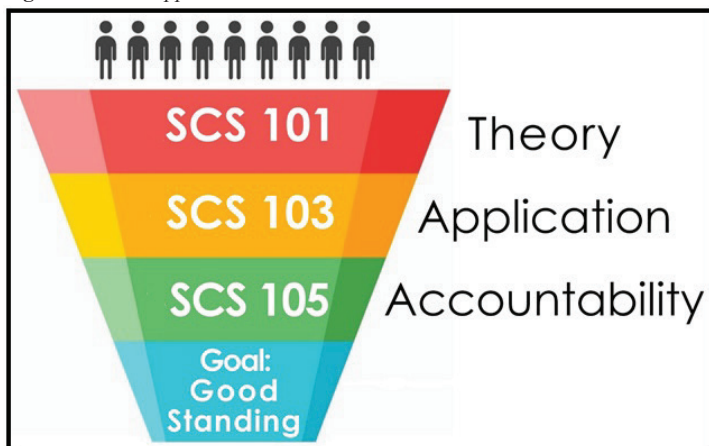 SCS 101
Theory
SCS 103
Application
SCS 105
Accountability
Goal:
Good
Standing